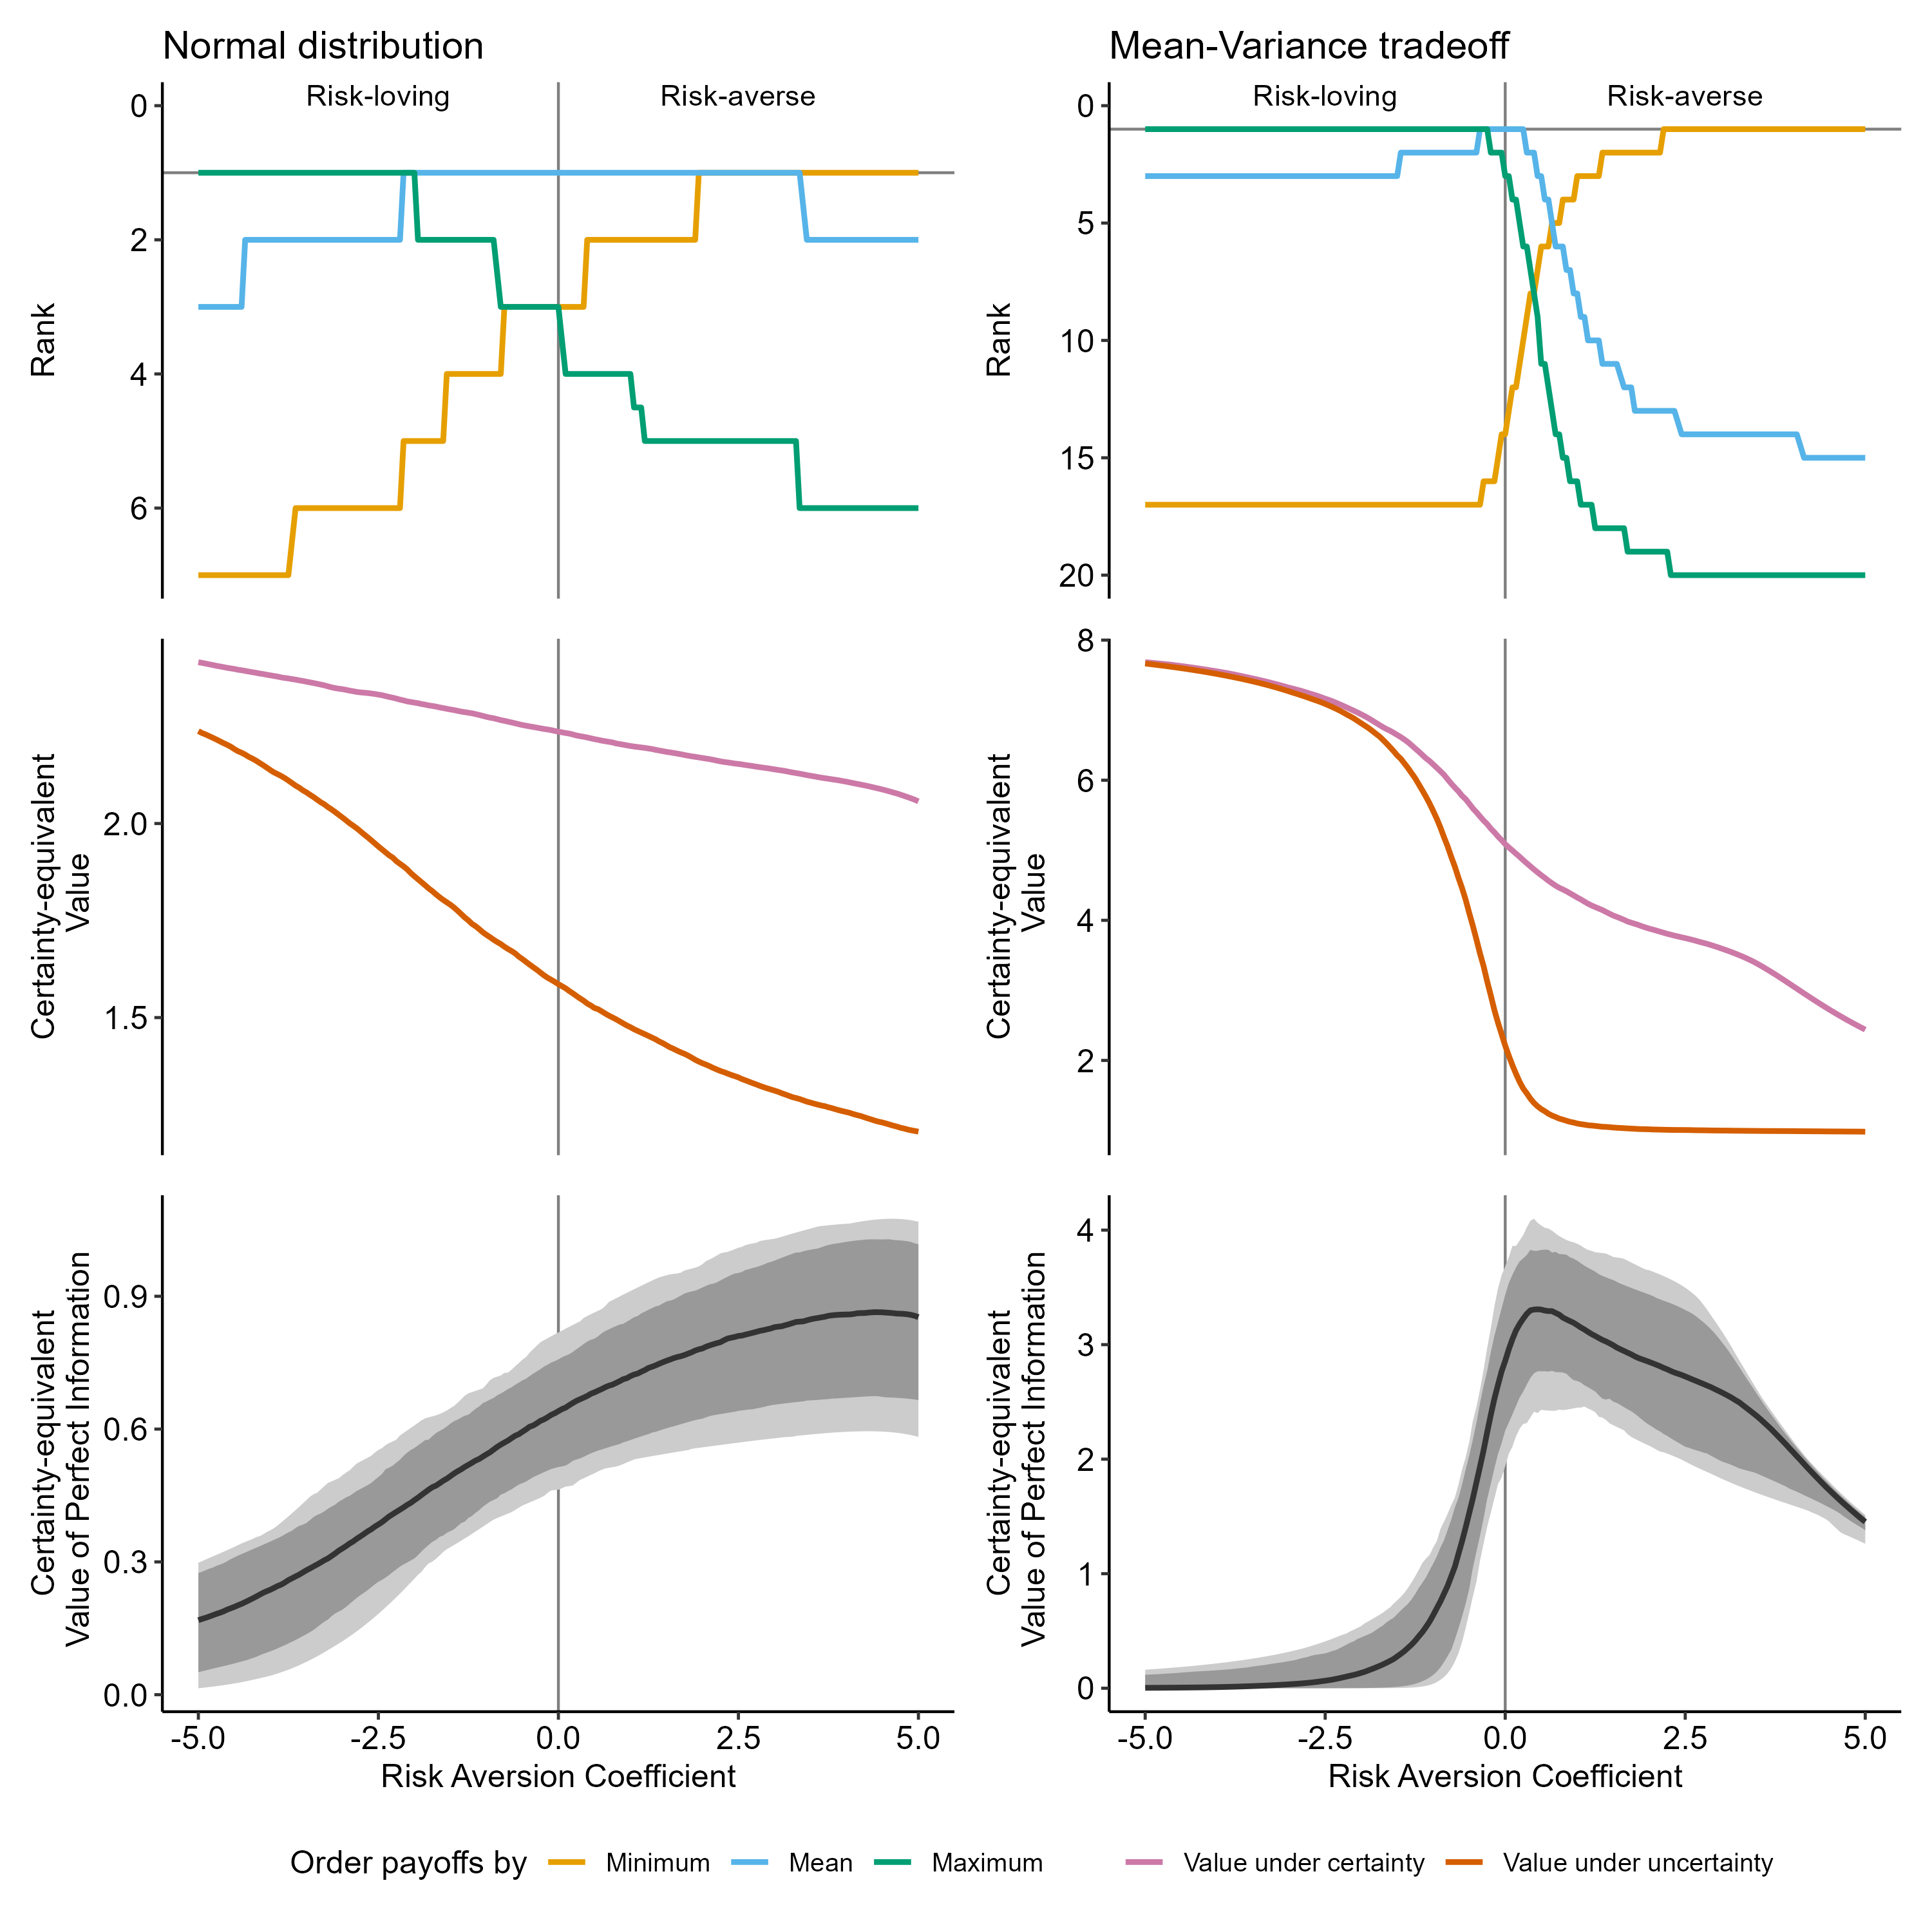 Normal distribution
Risk-loving
Risk-averse
0
2
4
6
Rank
Mean-Variance tradeoff
Risk-loving
Risk-averse
0
5
10
15
20
Rank
2.0
1.5
Certainty-equivalent
Value
8
6
4
2
Certainty-equivalent
Value
0.9
0.6
0.3
0.0
Certainty-equivalent
Value of Perfect Information
-5.0
-2.5
0.0
2.5
5.0
Risk Aversion Coefficient
4
3
2
1
0
Certainty-equivalent
Value of Perfect Information
-5.0
-2.5
0.0
2.5
5.0
Risk Aversion Coefficient
Order payoffs by Minimum Mean Maximum Value under certainty Value under uncertainty